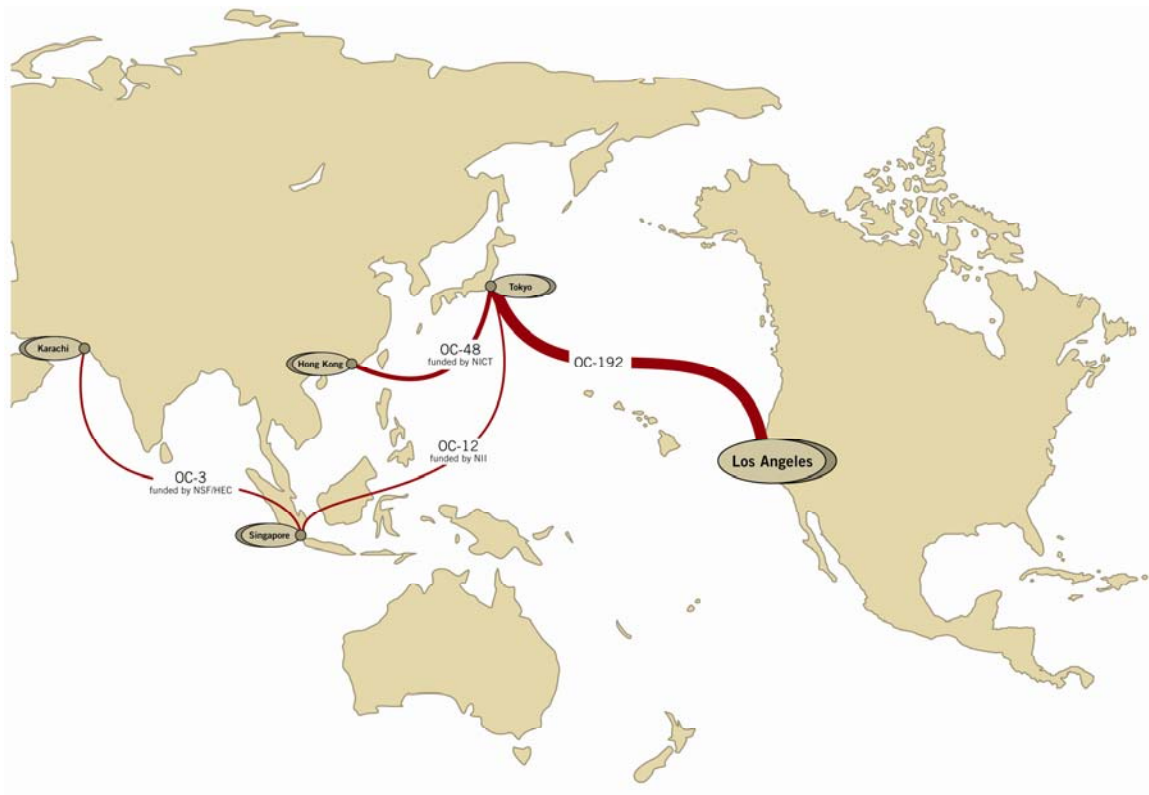 Tokyo
Karachi
Hong Kong
OC-48
funded by NICT
OC-192
OC-12
funded by NII
Los Angeles
OC-3
funded by NSF/HEC
Singapore